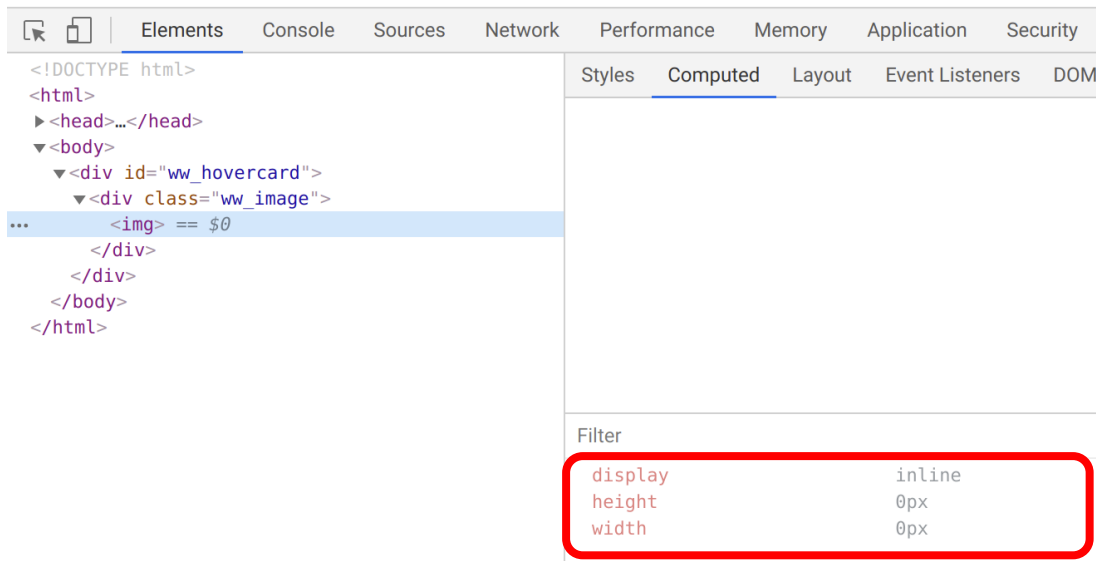 Elements Console Sources Network Performance Memory Application Security
<!DOCTYPE html>
<html>
<head>…</head>
<body>
<div id="ww_hovercard">
<div class="ww_image">
… <img> == $0
</div>
</div>
</body>
</html>
Styles Computed Layout Event Listeners DOM
Filter
display inline
height 0px
width 0px